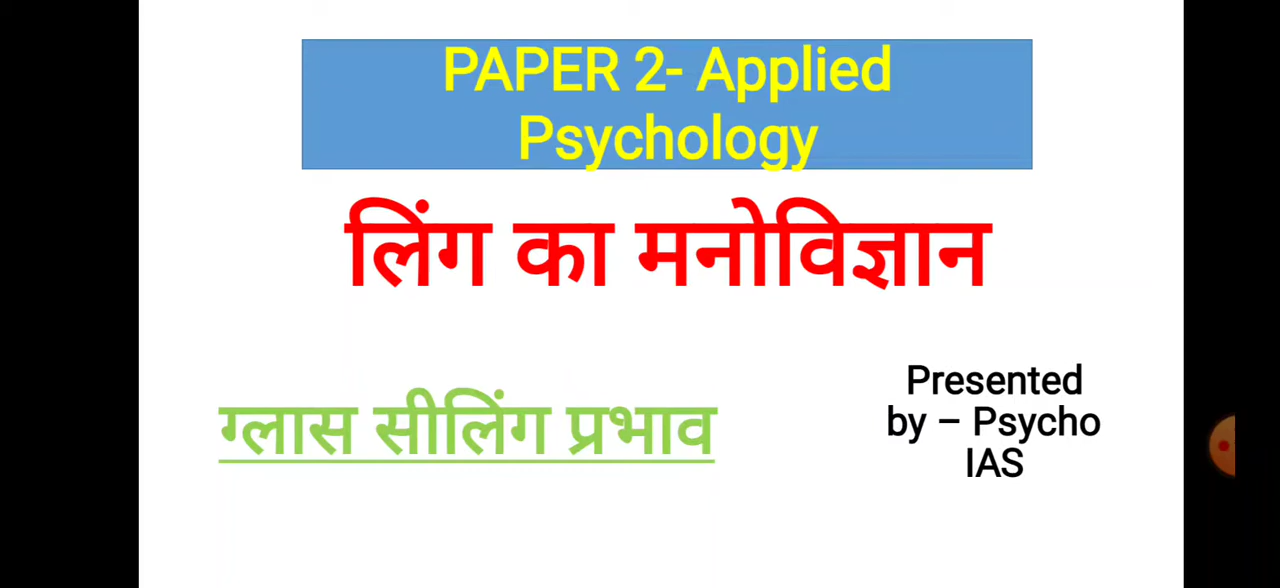 PAPER 2- Applied
Psychology
लिंग का मनोविज्ञान
ग्लास सीलिंग प्रभाव
Presented
by – Psycho
IAS